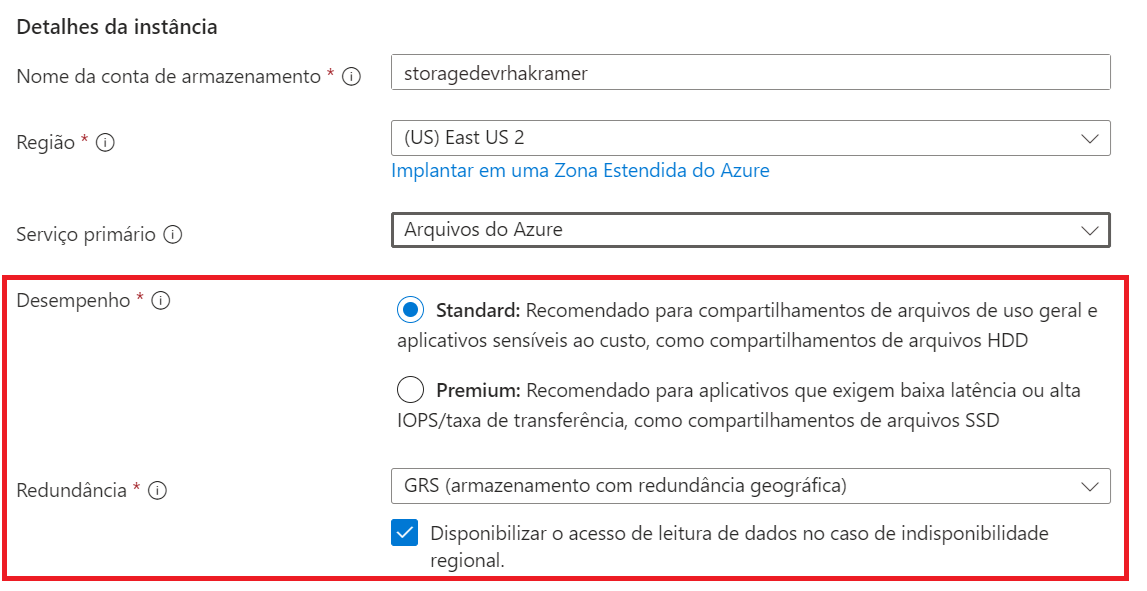 Detalhes da instância
Nome da conta de armazenamento *
storagedevrhakramer
Região *
(US) East US 2
Implantar em uma Zona Estendida do Azure
Serviço primário
Arquivos do Azure
Desempenho *
Standard: Recomendado para compartilhamentos de arquivos de uso geral e
aplicativos sensíveis ao custo, como compartilhamentos de arquivos HDD
Premium: Recomendado para aplicativos que exigem baixa latência ou alta
IOPS/taxa de transferência, como compartilhamentos de arquivos SSD
Redundância *
GRS (armazenamento com redundância geográfica)
Disponibilizar o acesso de leitura de dados no caso de indisponibilidade
regional.